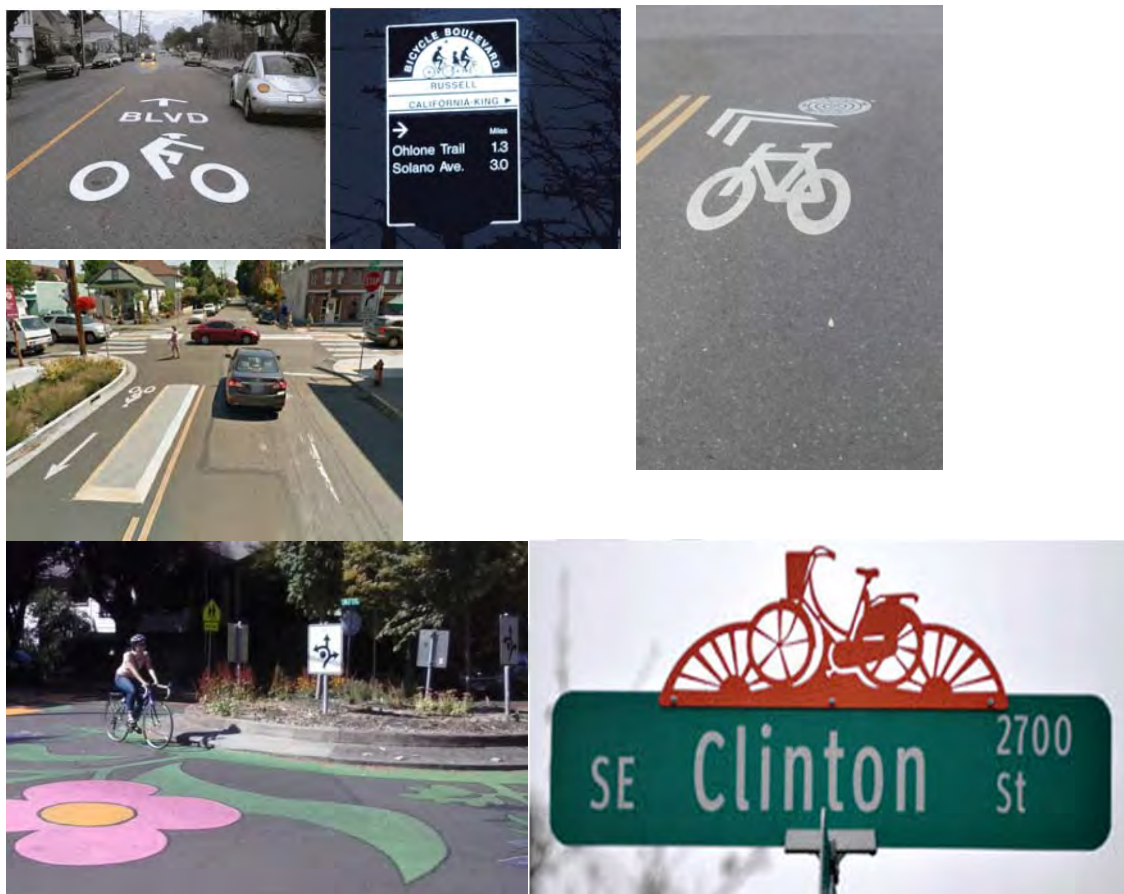 BLVD
BICYCLE BOULEVARD
RUSSELL
CALIFORNIA-KING ►
→ Miles
Ohlone Trail 1.3
Solano Ave. 3.0
STOP
SE Clinton 2700 St